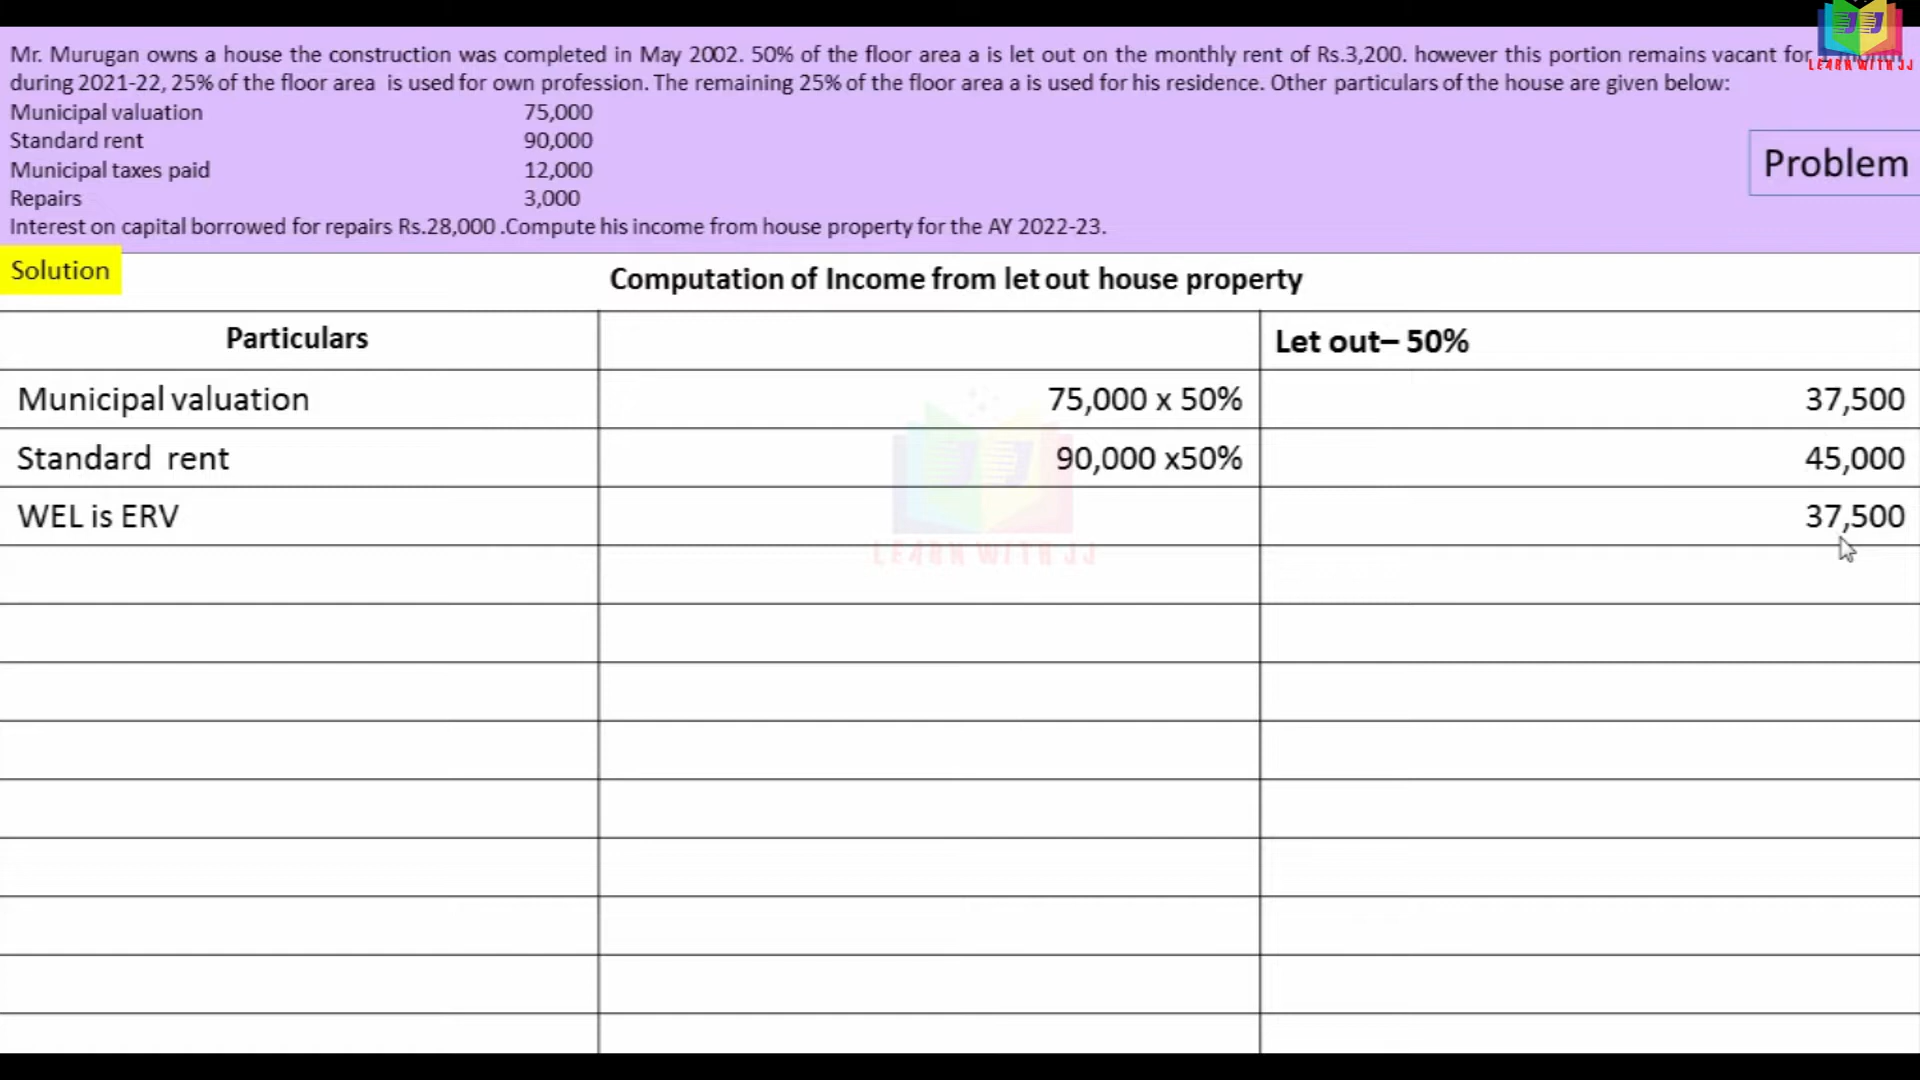 Mr. Murugan owns a house the construction was completed in May 2002. 50% of the floor area a is let out on the monthly rent of Rs.3,200. however this portion remains vacant for
LEARN WITH JJ
during 2021-22, 25% of the floor area is used for own profession. The remaining 25% of the floor area a is used for his residence. Other particulars of the house are given below:
Municipal valuation 75,000
Standard rent 90,000
Municipal taxes paid 12,000
Repairs 3,000
Problem
Interest on capital borrowed for repairs Rs.28,000 .Compute his income from house property for the AY 2022-23.
Solution
Computation of Income from let out house property
Particulars Let out– 50%
Municipal valuation 75,000 x 50% 37,500
Standard rent 90,000 x50% 45,000
WEL is ERV 37,500
LEARN WITH JJ